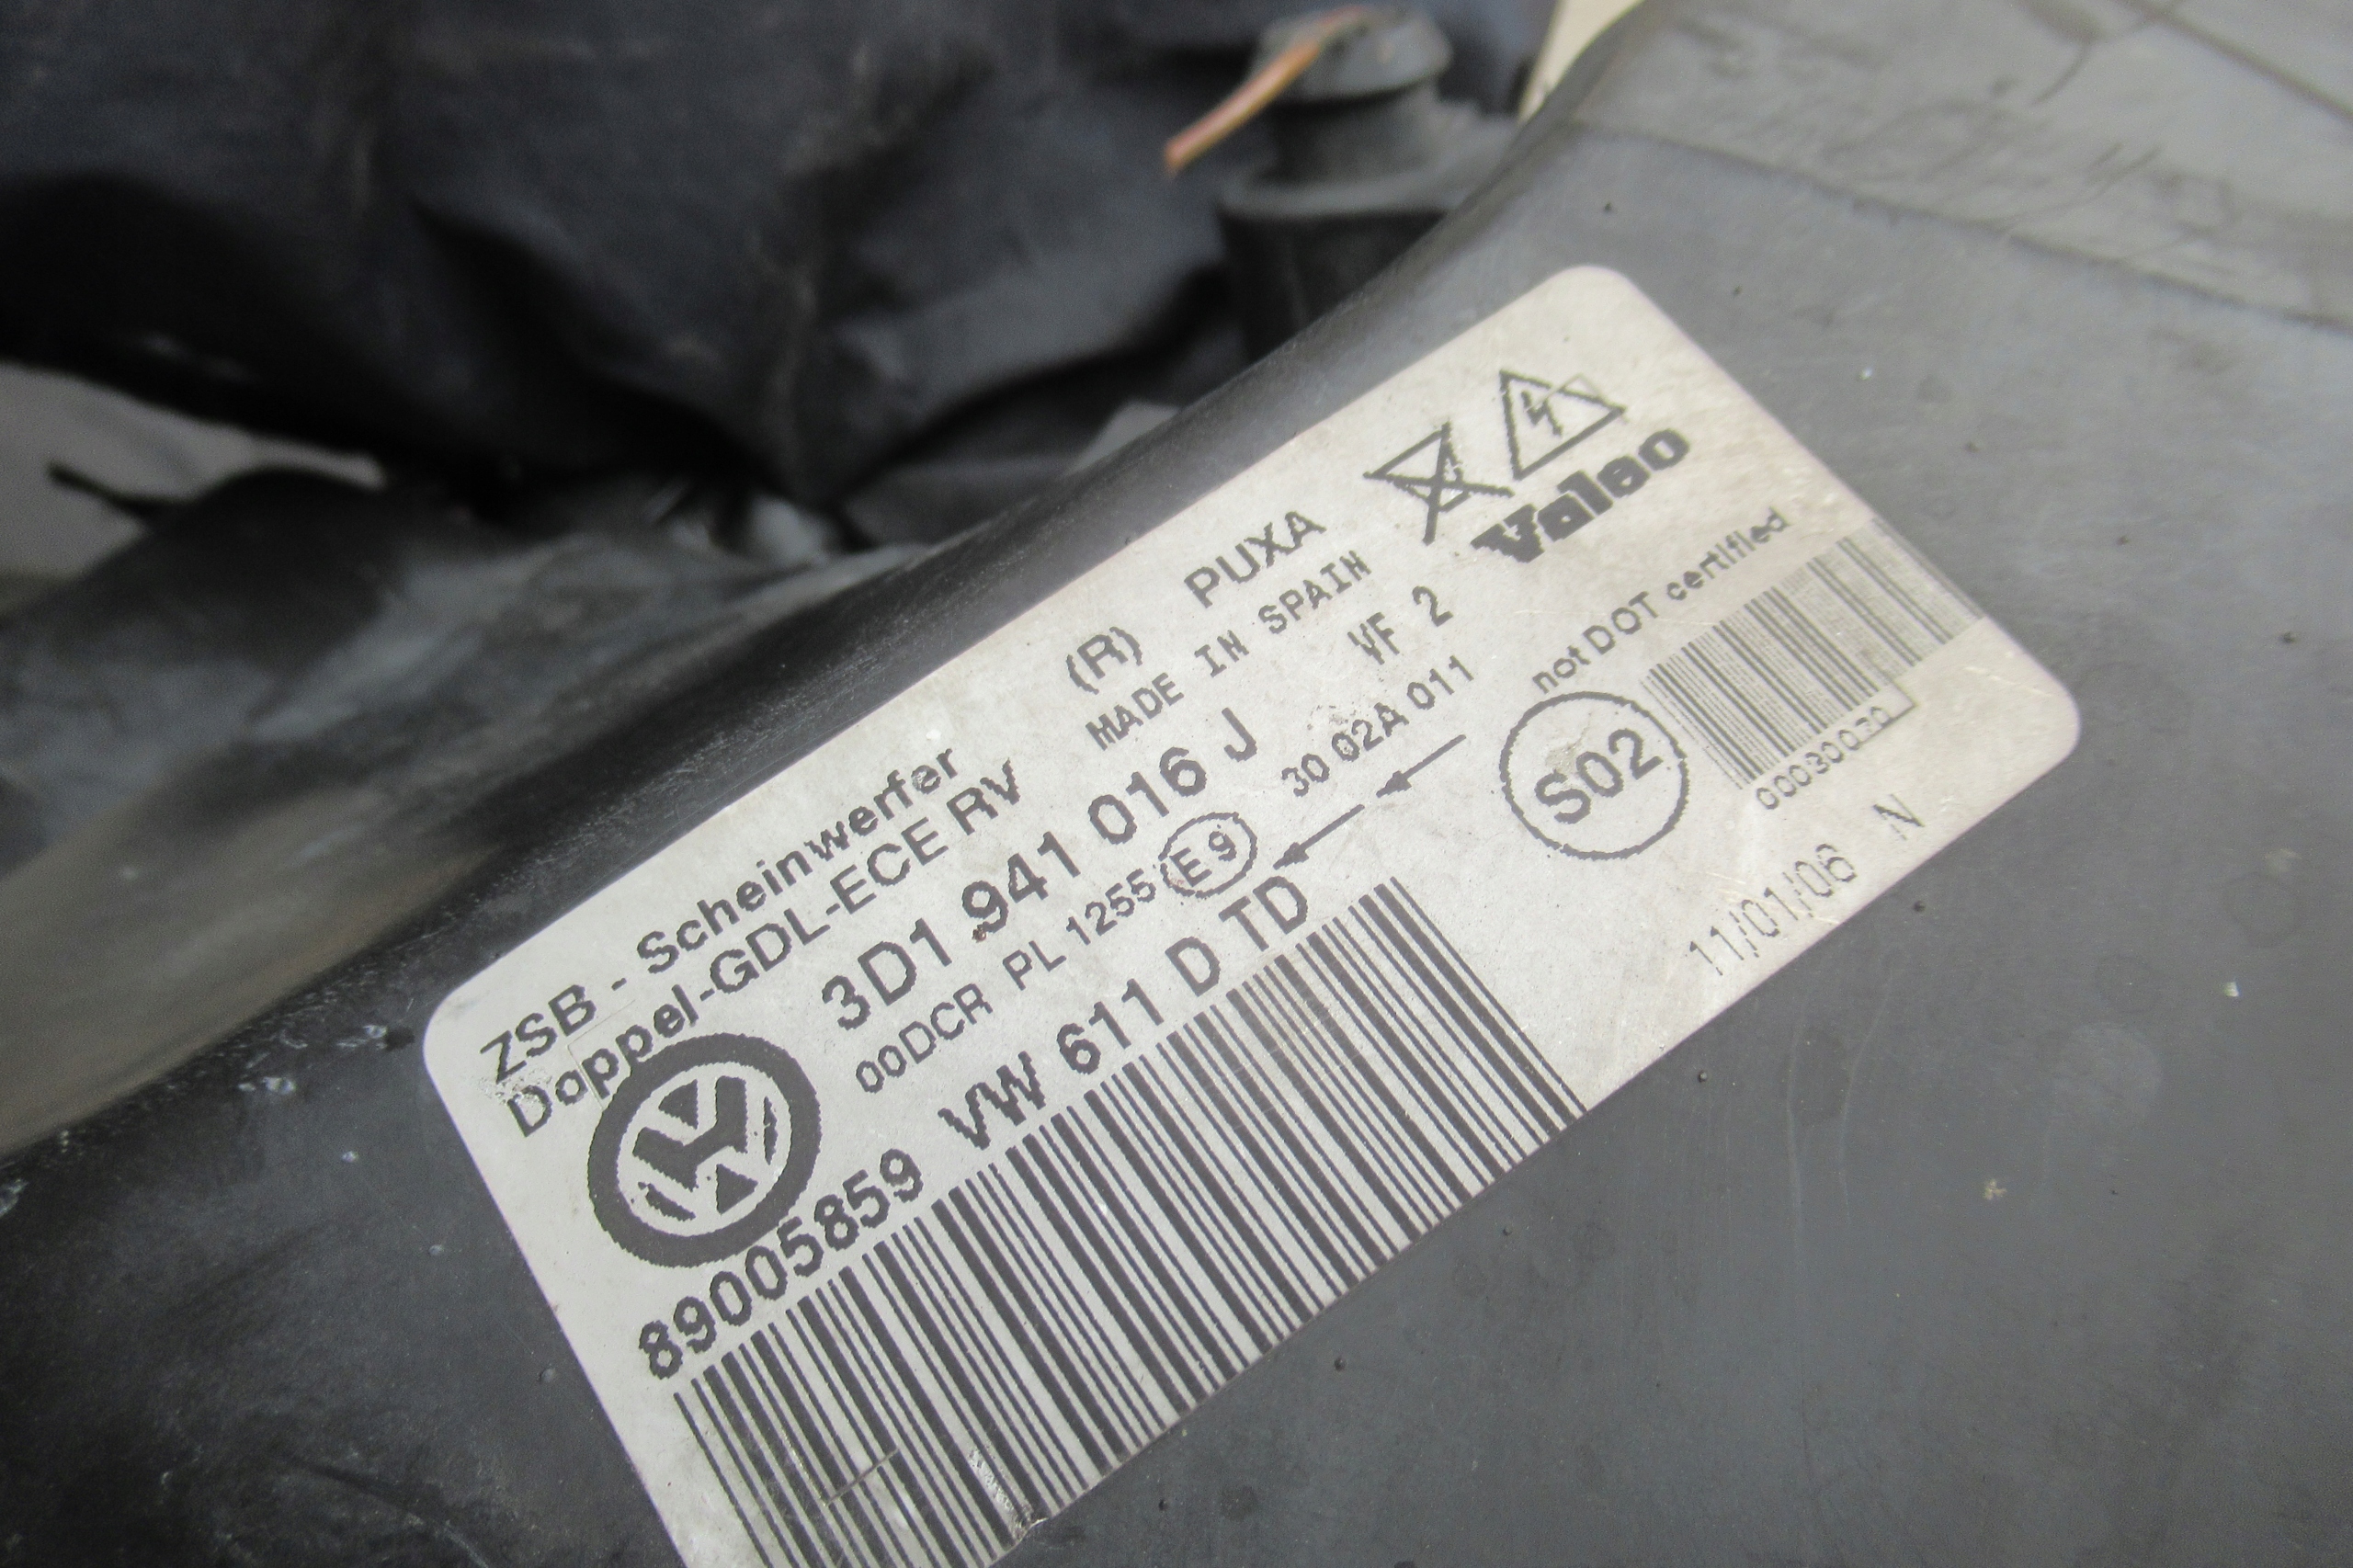 ZSB - Scheinwerfer (R) PUXA
Doppel-GDL-ECE RV MADE IN SPAIN
3D1 941 016 J VF 2
00DCR PL 1255 E9 30 02A 011
89005859 VW 611 D TD
Valeo
not DOT certified
S02
00030070
11/01/06 N